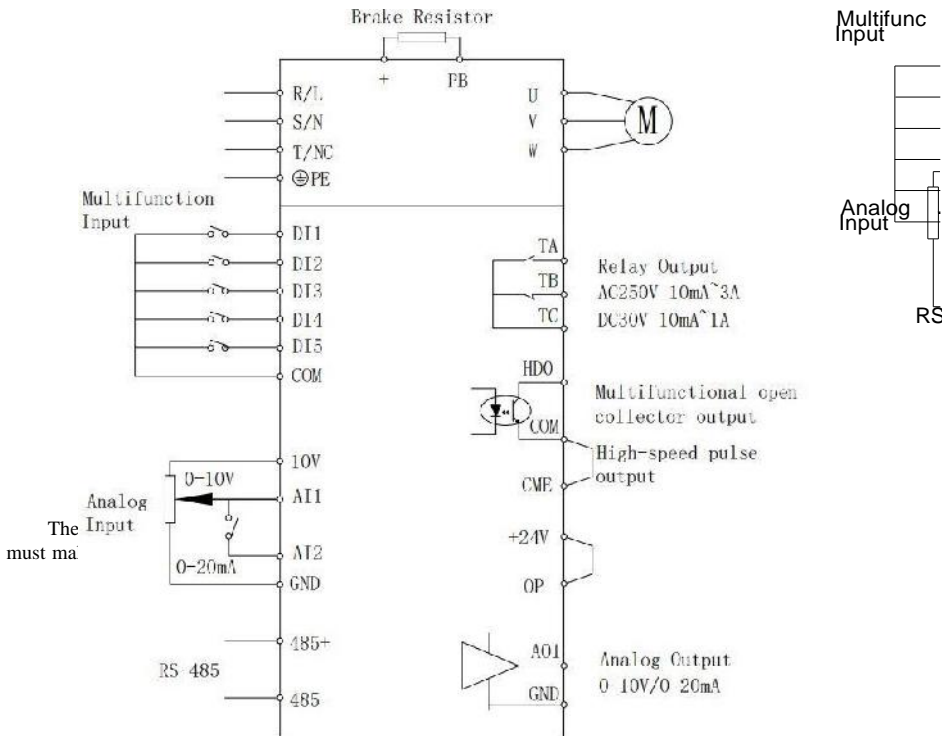 Brake Resistor
+ PB
R/L
S/N
T/NC
PE
U
V
W
M
Multifunction
Input
DI1
DI2
DI3
DI4
DI5
COM
TA
TB
TC
Relay Output
AC250V 10mA~3A
DC30V 10mA~1A
HDO
COM
CME
Multifunctional open
collector output
High-speed pulse
output
10V
0-10V
AI1
Analog
Input
AI2
0-20mA
GND
+24V
OP
485+
RS 485
485
AO1
GND
Analog Output
0 10V/0 20mA
The
must ma
Multifunc
Input
Analog
Input
RS